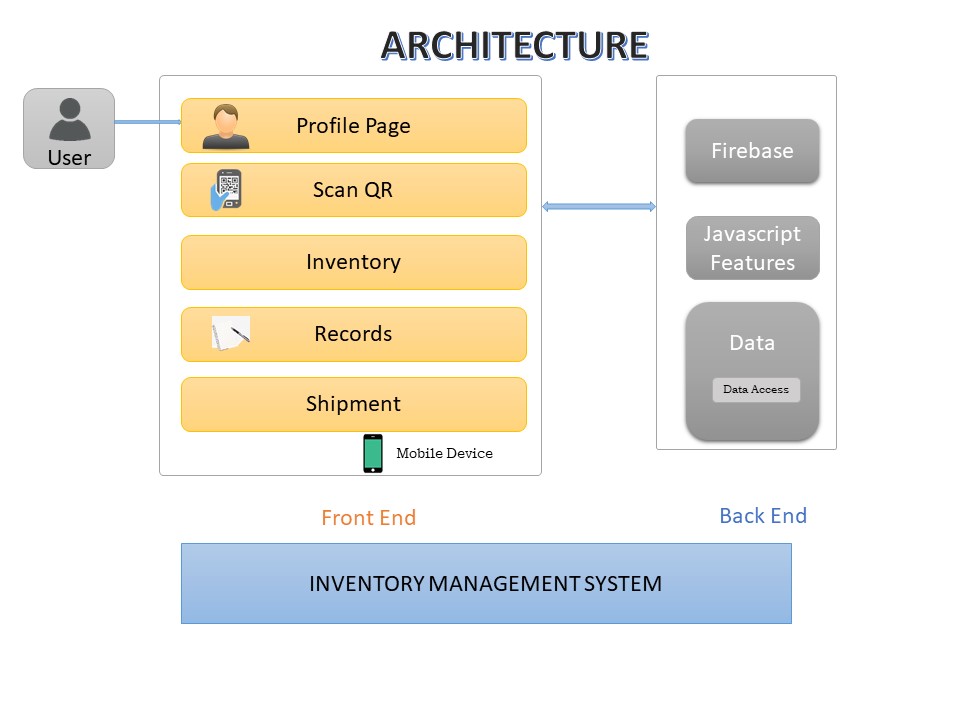 ARCHITECTURE
User
Profile Page
Scan QR
Inventory
Records
Shipment
Mobile Device
Firebase
Javascript
Features
Data
Data Access
Front End
Back End
INVENTORY MANAGEMENT SYSTEM